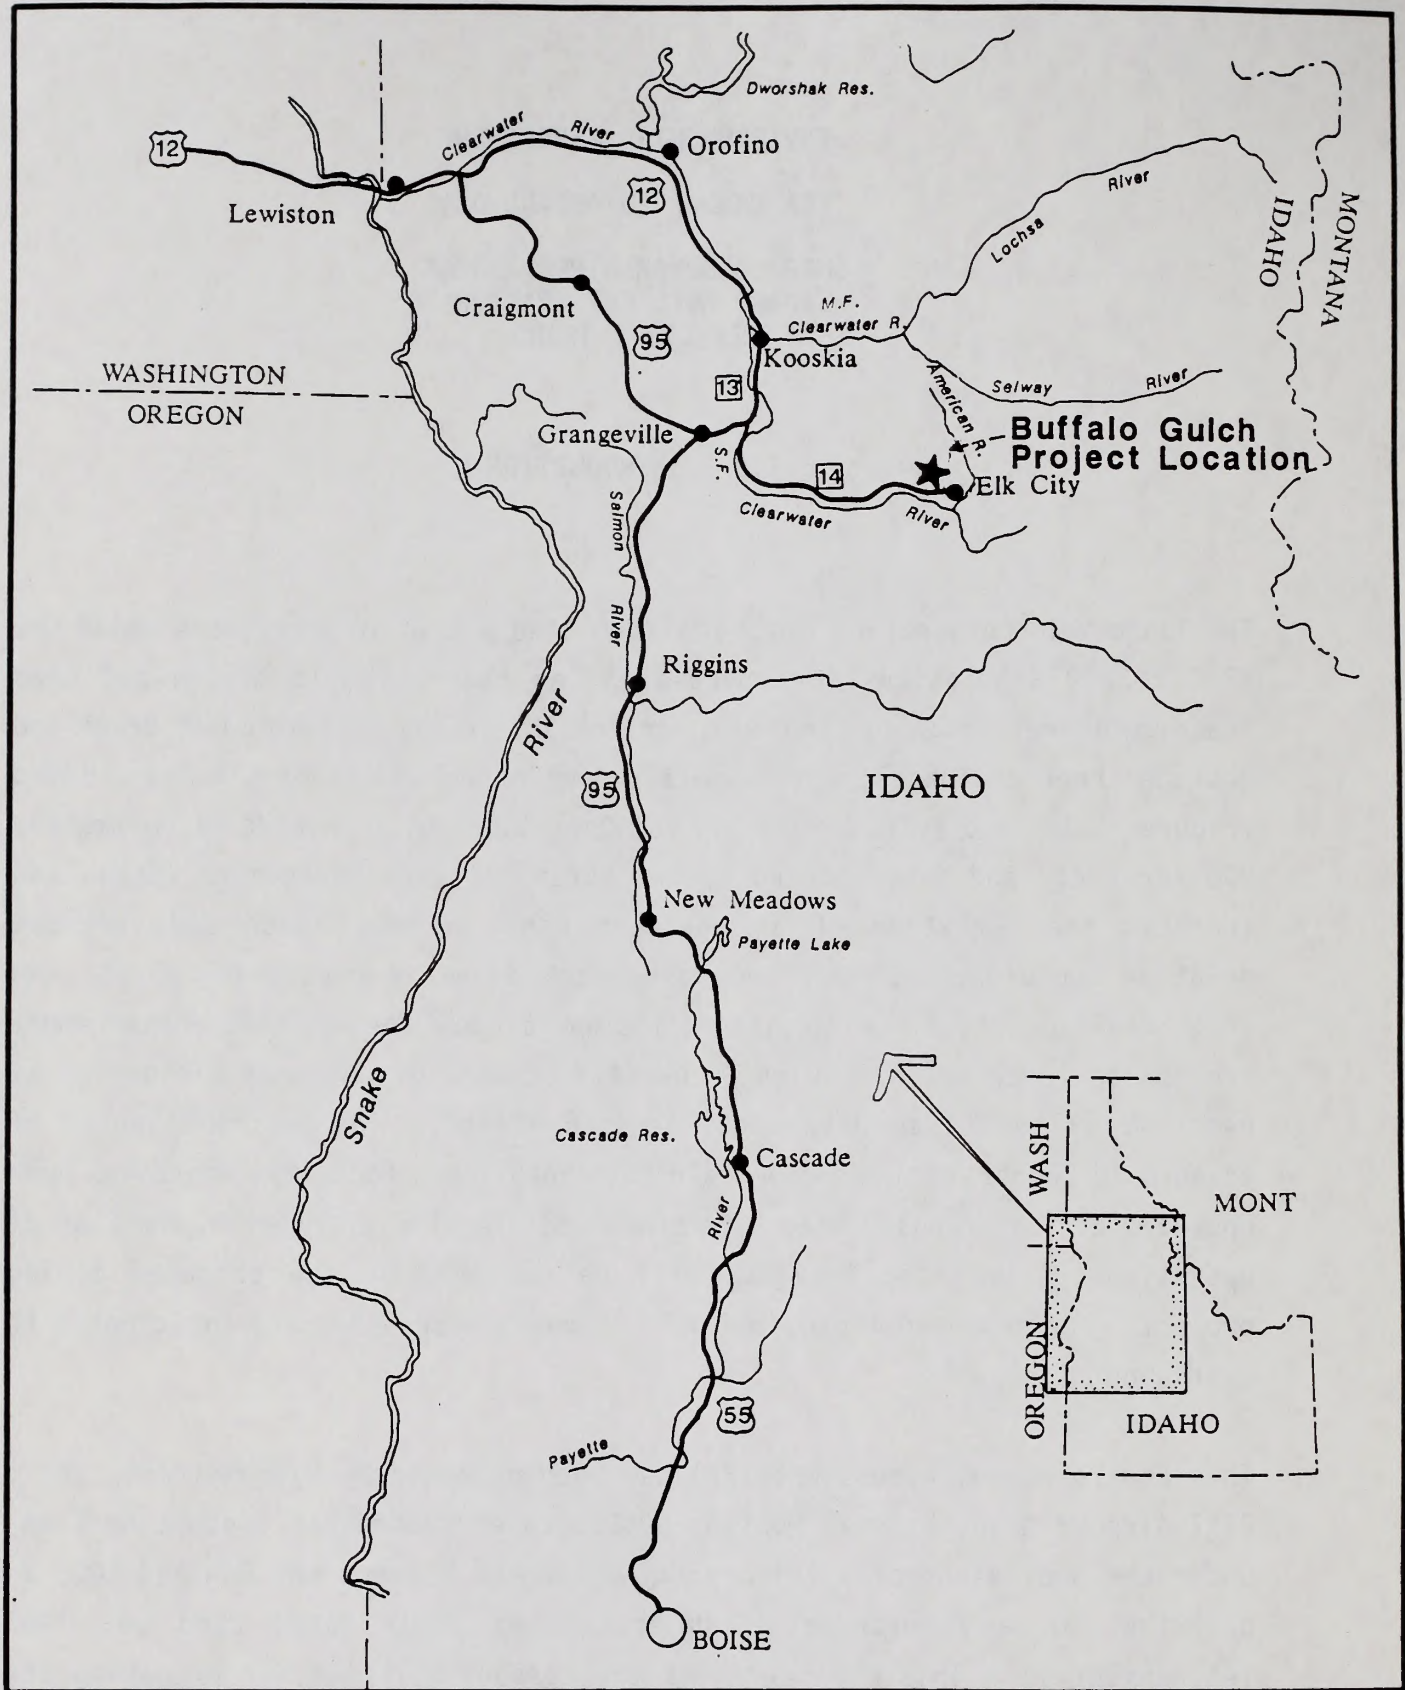 Dworshak Res.
12
Clearwater River
Orofino
12
Lewiston
Lochsa River
IDAHO
MONTANA
Craigmont
95
M.F.
Clearwater R.
Kooskia
WASHINGTON
OREGON
13
American R.
Selway River
Grangeville
S.F.
Buffalo Gulch
Project Location
14
Elk City
Clearwater River
Salmon River
Riggins
River
95
IDAHO
New Meadows
Payette Lake
Snake
Cascade Res.
Cascade
River
WASH
MONT
OREGON
IDAHO
55
Payette
BOISE